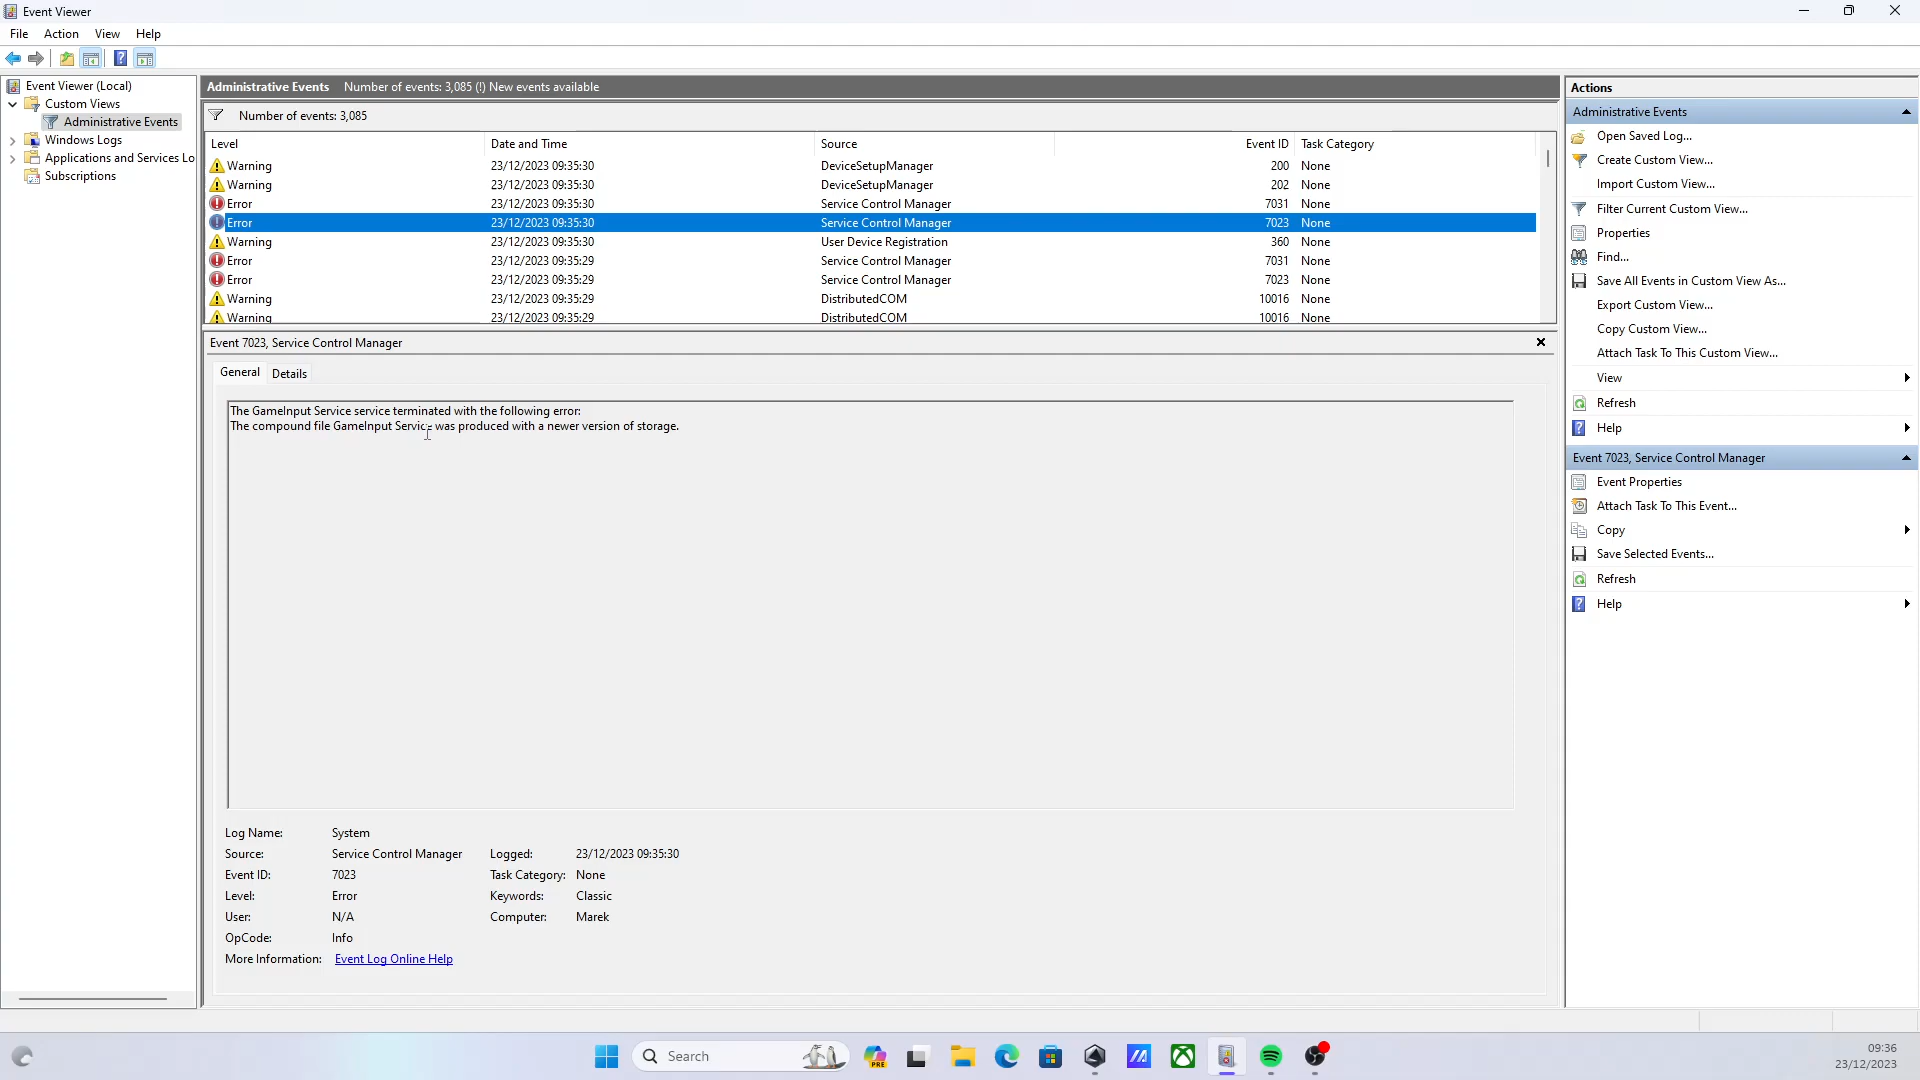 Event Viewer
File Action View Help
Event Viewer (Local)
Custom Views
Administrative Events
Windows Logs
Applications and Services Lo
Subscriptions
Administrative Events Number of events: 3,085 (!) New events available
Number of events: 3,085
Level Date and Time Source Event ID Task Category
Warning 23/12/2023 09:35:30 DeviceSetupManager 200 None
Warning 23/12/2023 09:35:30 DeviceSetupManager 202 None
Error 23/12/2023 09:35:30 Service Control Manager 7031 None
Error 23/12/2023 09:35:30 Service Control Manager 7023 None
Warning 23/12/2023 09:35:30 User Device Registration 360 None
Error 23/12/2023 09:35:29 Service Control Manager 7031 None
Error 23/12/2023 09:35:29 Service Control Manager 7023 None
Warning 23/12/2023 09:35:29 DistributedCOM 10016 None
Warning 23/12/2023 09:35:29 DistributedCOM 10016 None
Event 7023, Service Control Manager
General Details
The GameInput Service service terminated with the following error:
The compound file GameInput Service was produced with a newer version of storage.
Log Name: System
Source: Service Control Manager Logged: 23/12/2023 09:35:30
Event ID: 7023 Task Category: None
Level: Error Keywords: Classic
User: N/A Computer: Marek
OpCode: Info
More Information: Event Log Online Help
Actions
Administrative Events
Open Saved Log...
Create Custom View...
Import Custom View...
Filter Current Custom View...
Properties
Find...
Save All Events in Custom View As...
Export Custom View...
Copy Custom View...
Attach Task To This Custom View...
View
Refresh
Help
Event 7023, Service Control Manager
Event Properties
Attach Task To This Event...
Copy
Save Selected Events...
Refresh
Help
Search
PRE
09:36
23/12/2023